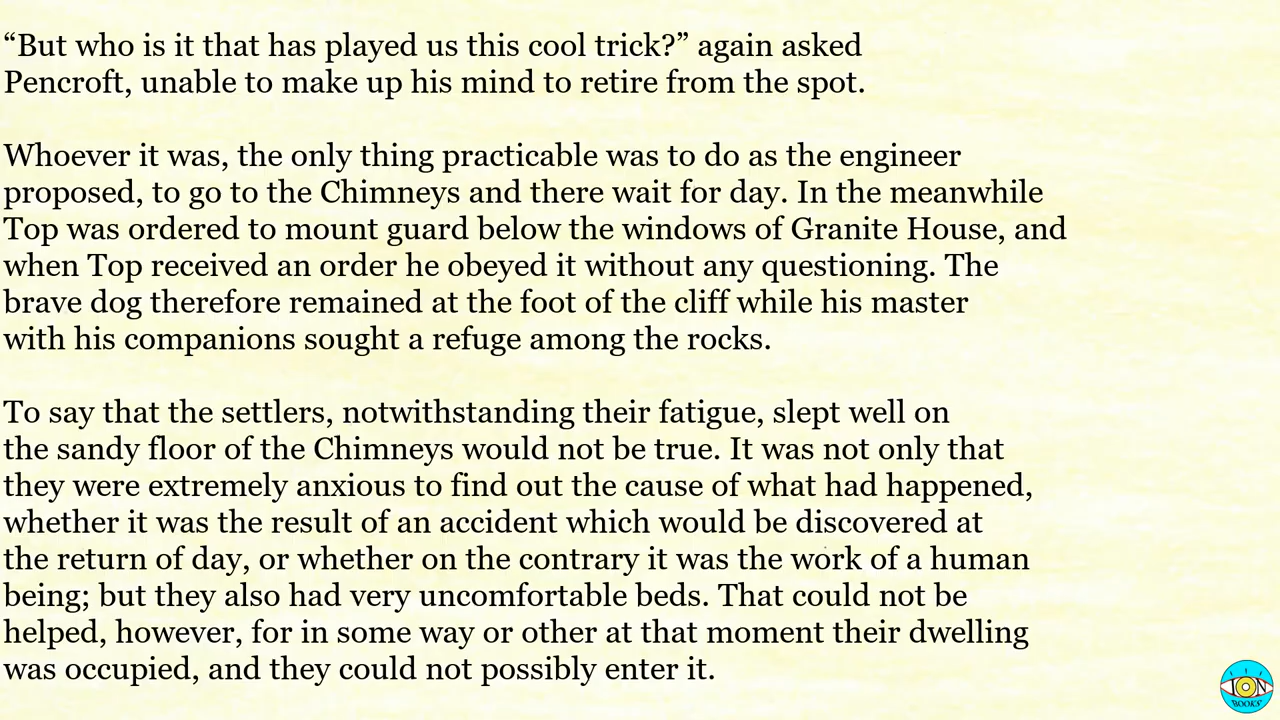 “But who is it that has played us this cool trick?” again asked
Pencroft, unable to make up his mind to retire from the spot.
Whoever it was, the only thing practicable was to do as the engineer
proposed, to go to the Chimneys and there wait for day. In the meanwhile
Top was ordered to mount guard below the windows of Granite House, and
when Top received an order he obeyed it without any questioning. The
brave dog therefore remained at the foot of the cliff while his master
with his companions sought a refuge among the rocks.
To say that the settlers, notwithstanding their fatigue, slept well on
the sandy floor of the Chimneys would not be true. It was not only that
they were extremely anxious to find out the cause of what had happened,
whether it was the result of an accident which would be discovered at
the return of day, or whether on the contrary it was the work of a human
being; but they also had very uncomfortable beds. That could not be
helped, however, for in some way or other at that moment their dwelling
was occupied, and they could not possibly enter it.
ION
BOOKS